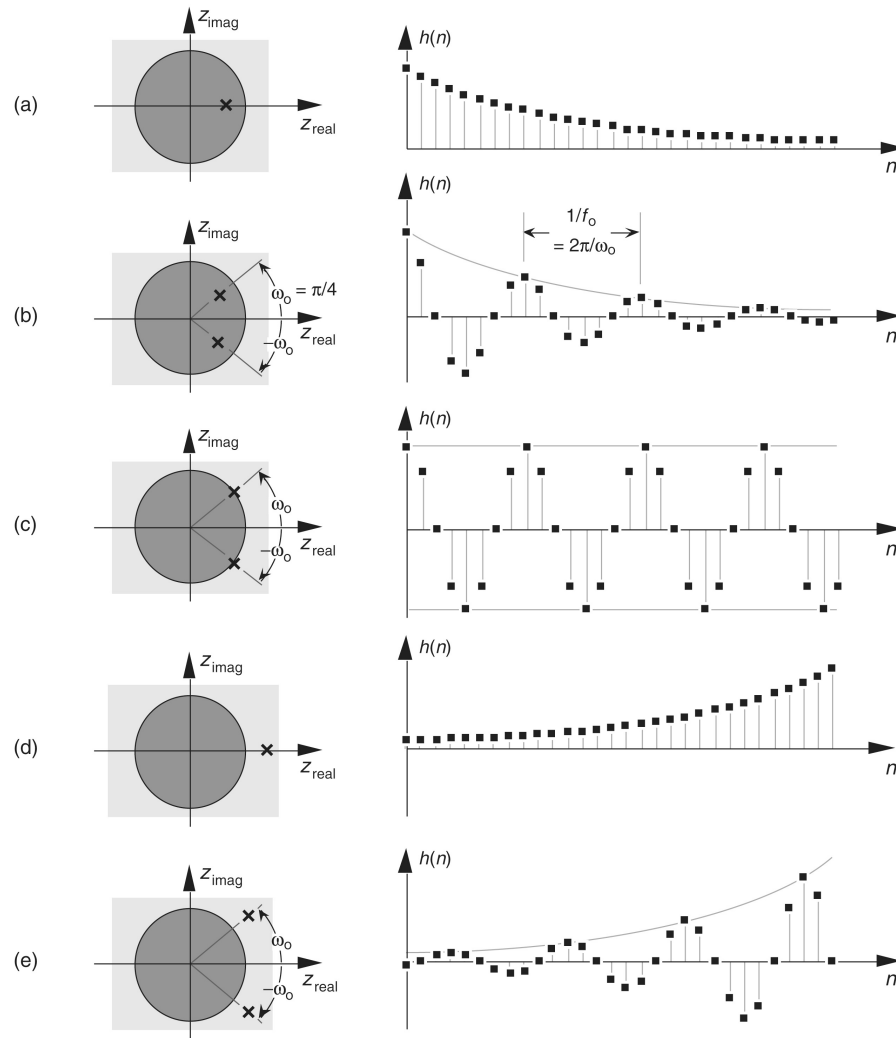 (a)
z_imag
z_real
h(n)
n
(b)
z_imag
ω_o = π/4
z_real
–ω_o
h(n)
1/f_o
= 2π/ω_o
n
(c)
z_imag
ω_o
z_real
–ω_o
h(n)
n
(d)
z_imag
z_real
h(n)
n
(e)
z_imag
ω_o
z_real
–ω_o
h(n)
n